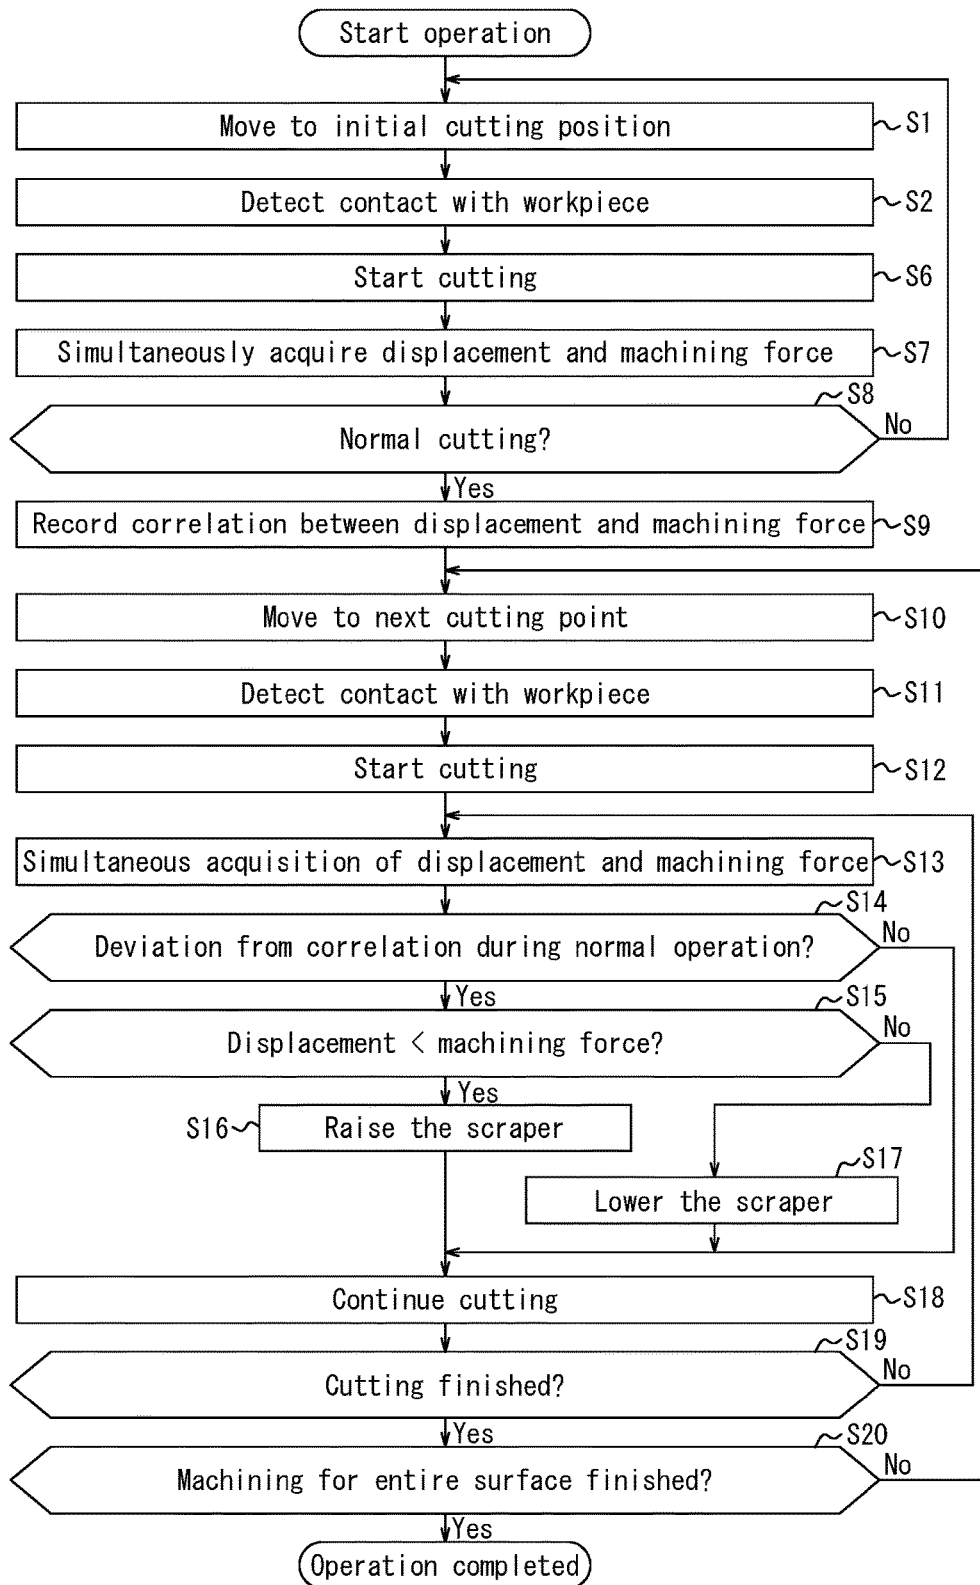 Start operation
Move to initial cutting position
S1
Detect contact with workpiece
S2
Start cutting
S6
Simultaneously acquire displacement and machining force
S7
S8
Normal cutting?
No
Yes
Record correlation between displacement and machining force
S9
Move to next cutting point
S10
Detect contact with workpiece
S11
Start cutting
S12
Simultaneous acquisition of displacement and machining force
S13
S14
Deviation from correlation during normal operation?
No
Yes
S15
Displacement < machining force?
No
Yes
S16
Raise the scraper
S17
Lower the scraper
Continue cutting
S18
S19
Cutting finished?
No
Yes
S20
Machining for entire surface finished?
No
Yes
Operation completed